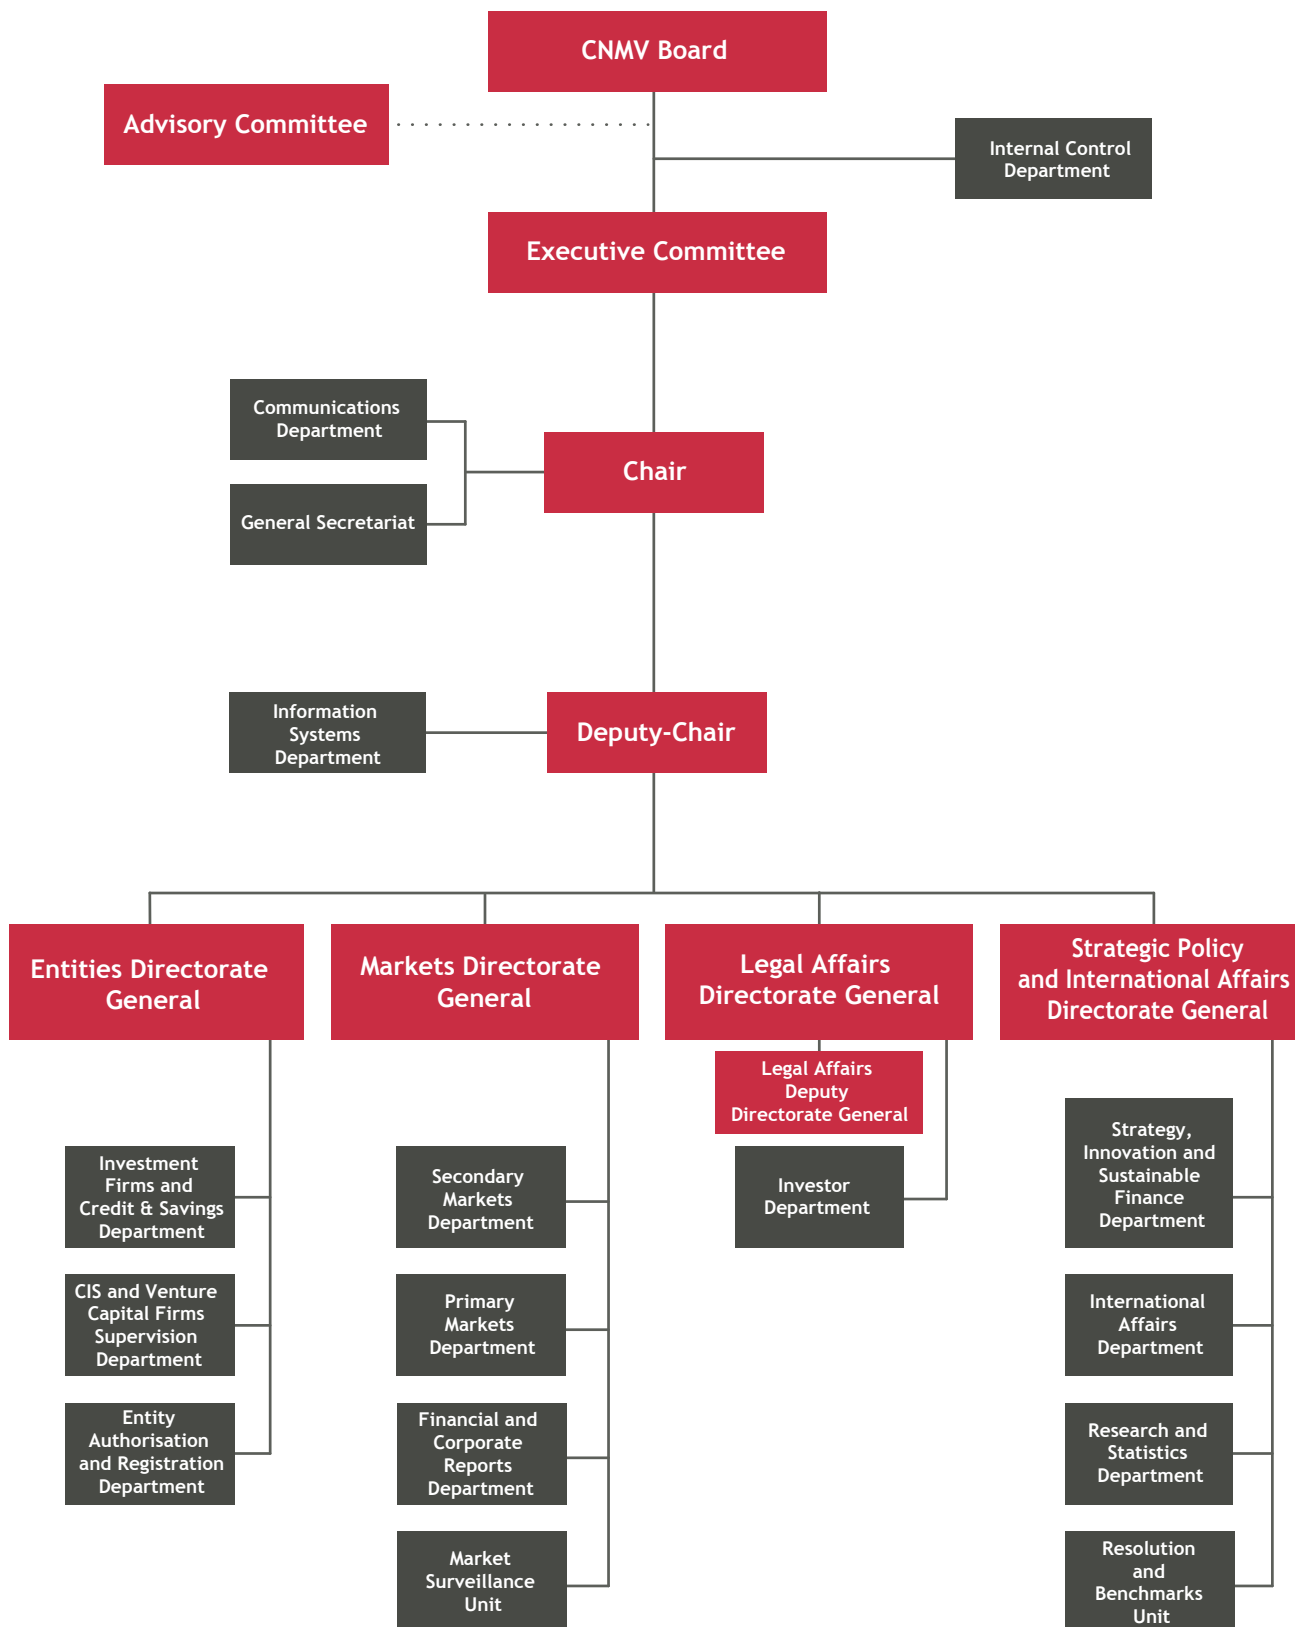 CNMV Board
Advisory Committee
Internal Control
Department
Executive Committee
Communications
Department
General Secretariat
Chair
Information
Systems
Department
Deputy-Chair
Entities Directorate
General
Markets Directorate
General
Legal Affairs
Directorate General
Strategic Policy
and International Affairs
Directorate General
Legal Affairs
Deputy
Directorate General
Investment
Firms and
Credit & Savings
Department
CIS and Venture
Capital Firms
Supervision
Department
Entity
Authorisation
and Registration
Department
Secondary
Markets
Department
Primary
Markets
Department
Financial and
Corporate
Reports
Department
Market
Surveillance
Unit
Investor
Department
Strategy,
Innovation and
Sustainable
Finance
Department
International
Affairs
Department
Research and
Statistics
Department
Resolution
and
Benchmarks
Unit